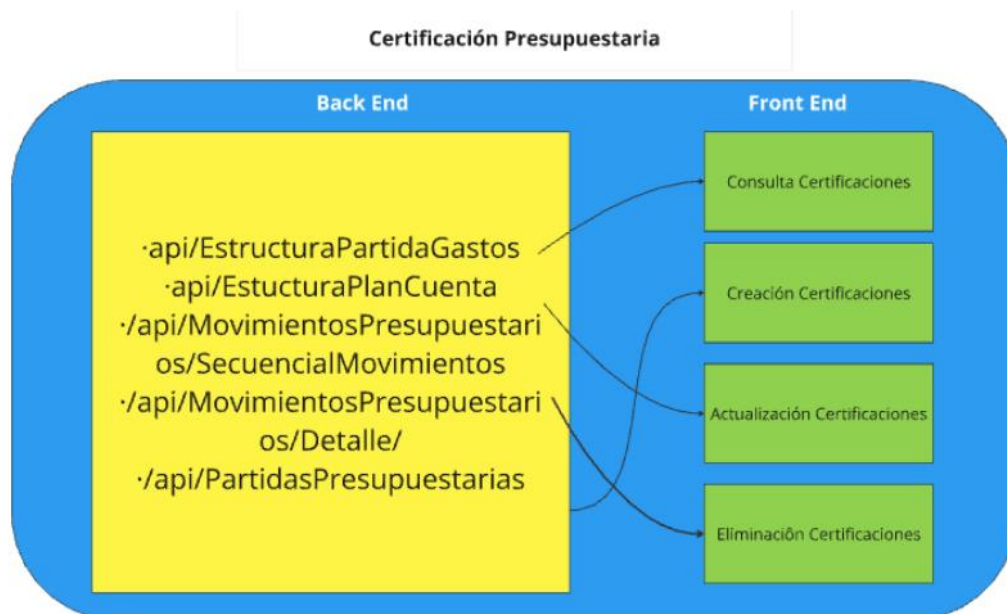 Certificación Presupuestaria
Back End
Front End
·api/EstructuraPartidaGastos
·api/EstucturaPlanCuenta
·/api/MovimientosPresupuestari
os/SecuencialMovimientos
·/api/MovimientosPresupuestari
os/Detalle/
·/api/PartidasPresupuestarias
Consulta Certificaciones
Creación Certificaciones
Actualización Certificaciones
Eliminación Certificaciones